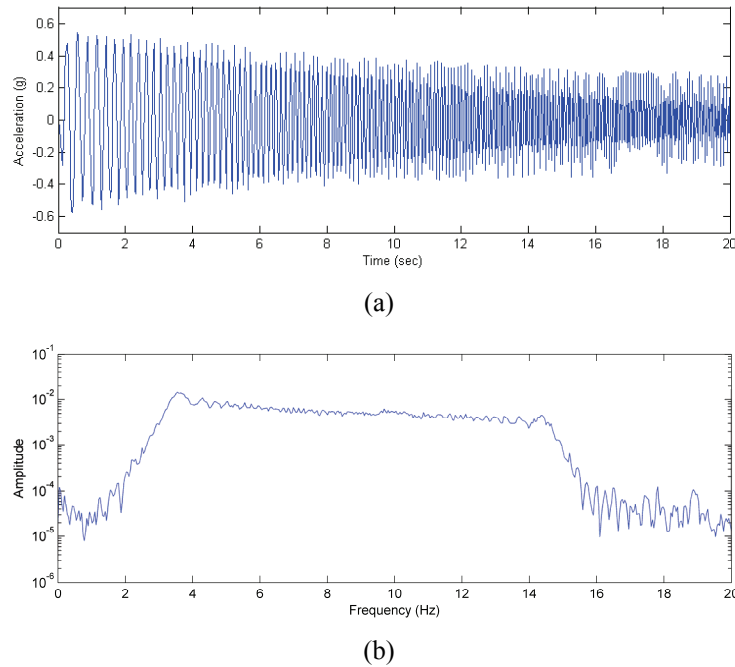 0.6
0.4
0.2
0
-0.2
-0.4
-0.6
Acceleration (g)
0 2 4 6 8 10 12 14 16 18 20
Time (sec)
(a)
10-1
10-2
10-3
10-4
10-5
10-6
Amplitude
0 2 4 6 8 10 12 14 16 18 20
Frequency (Hz)
(b)